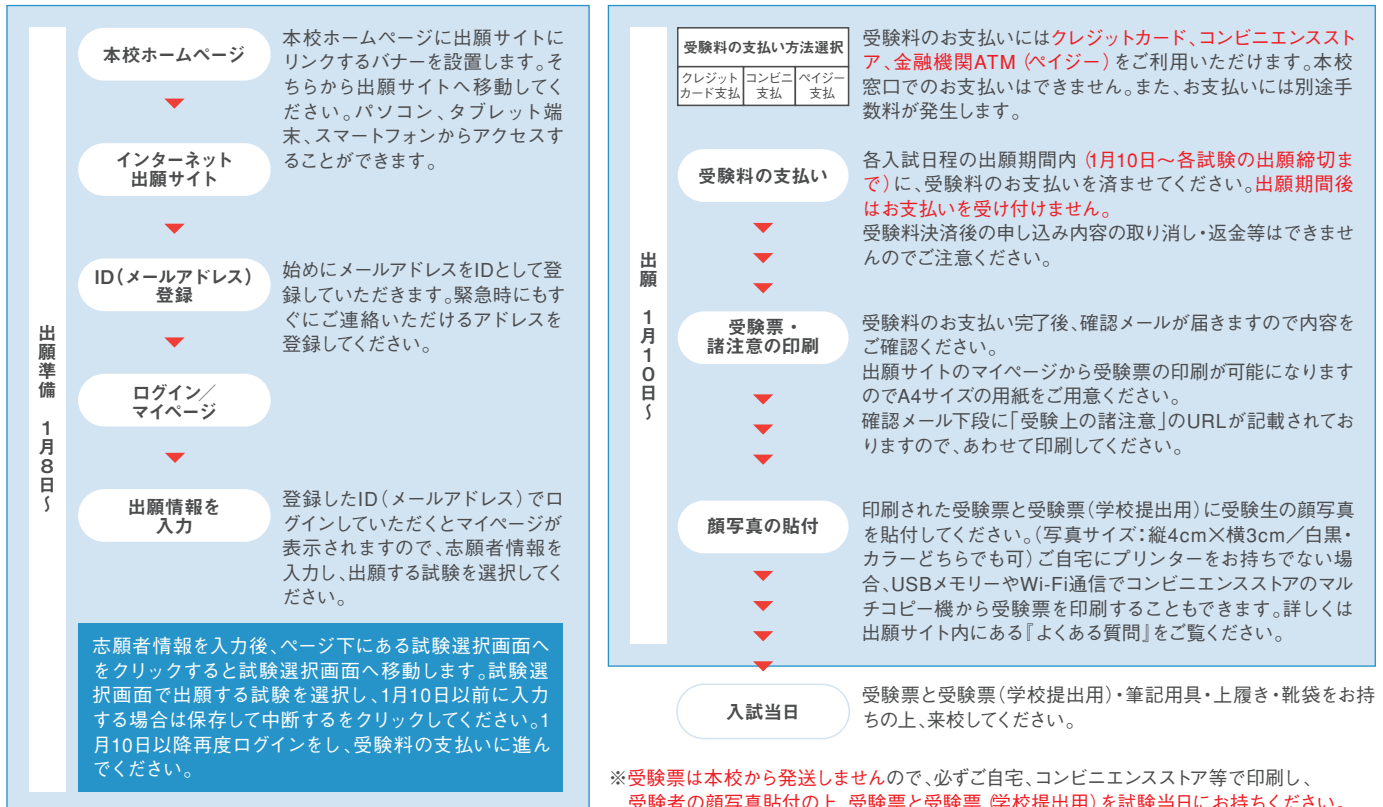 出願準備 1月8日〜
本校ホームページ
本校ホームページに出願サイトに
リンクするバナーを設置します。そ
ちらから出願サイトへ移動してく
ださい。パソコン、タブレット端
末、スマートフォンからアクセスす
ることができます。
インターネット
出願サイト
ID(メールアドレス)
登録
始めにメールアドレスをIDとして登
録していただきます。緊急時にもす
ぐにご連絡いただけるアドレスを
登録してください。
ログイン/
マイページ
出願情報を
入力
登録したID(メールアドレス)でロ
グインしていただくとマイページが
表示されますので、志願者情報を
入力し、出願する試験を選択してく
ださい。
志願者情報を入力後、ページ下にある試験選択画面へ
をクリックすると試験選択画面へ移動します。試験選
択画面で出願する試験を選択し、1月10日以前に入力
する場合は保存して中断するをクリックしてください。1
月10日以降再度ログインをし、受験料の支払いに進ん
でください。
出願 1月10日〜
受験料の支払い方法選択
クレジット
カード支払
コンビニ
支払
ペイジー
支払
受験料のお支払いにはクレジットカード、コンビニエンススト
ア、金融機関ATM(ペイジー)をご利用いただけます。本校
窓口でのお支払いはできません。また、お支払いには別途手
数料が発生します。
受験料の支払い
各入試日程の出願期間内(1月10日〜各試験の出願締切ま
で)に、受験料のお支払いを済ませてください。出願期間後
はお支払いを受け付けません。
受験料決済後の申し込み内容の取り消し・返金等はできませ
んのでご注意ください。
受験票・
諸注意の印刷
受験料のお支払い完了後、確認メールが届きますので内容を
ご確認ください。
出願サイトのマイページから受験票の印刷が可能になります
のでA4サイズの用紙をご用意ください。
確認メール下段に「受験上の諸注意」のURLが記載されてお
りますので、あわせて印刷してください。
顔写真の貼付
印刷された受験票と受験票(学校提出用)に受験生の顔写真
を貼付してください。(写真サイズ:縦4cm×横3cm/白黒・
カラーどちらでも可)ご自宅にプリンターをお持ちでない場
合、USBメモリーやWi-Fi通信でコンビニエンスストアのマル
チコピー機から受験票を印刷することもできます。詳しくは
出願サイト内にある『よくある質問』をご覧ください。
入試当日
受験票と受験票(学校提出用)・筆記用具・上履き・靴袋をお持
ちの上、来校してください。
※受験票は本校から発送しませんので、必ずご自宅、コンビニエンスストア等で印刷し、
受験者の顔写真貼付の上、受験票と受験票(学校提出用)を試験当日にお持ちください。